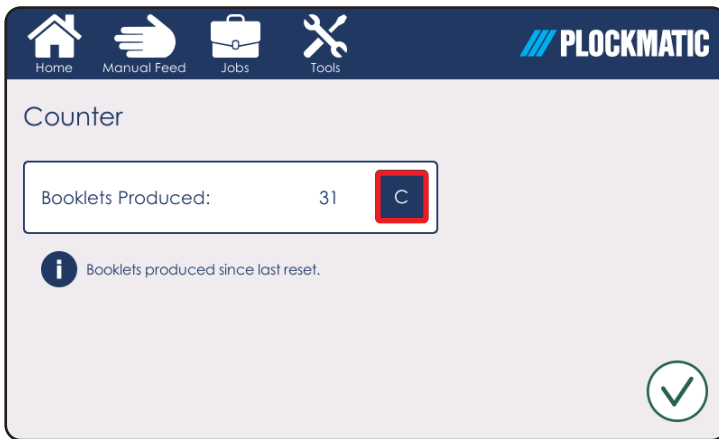 Home Manual Feed Jobs Tools PLOCKMATIC
Counter
Booklets Produced: 31 C
i Booklets produced since last reset.